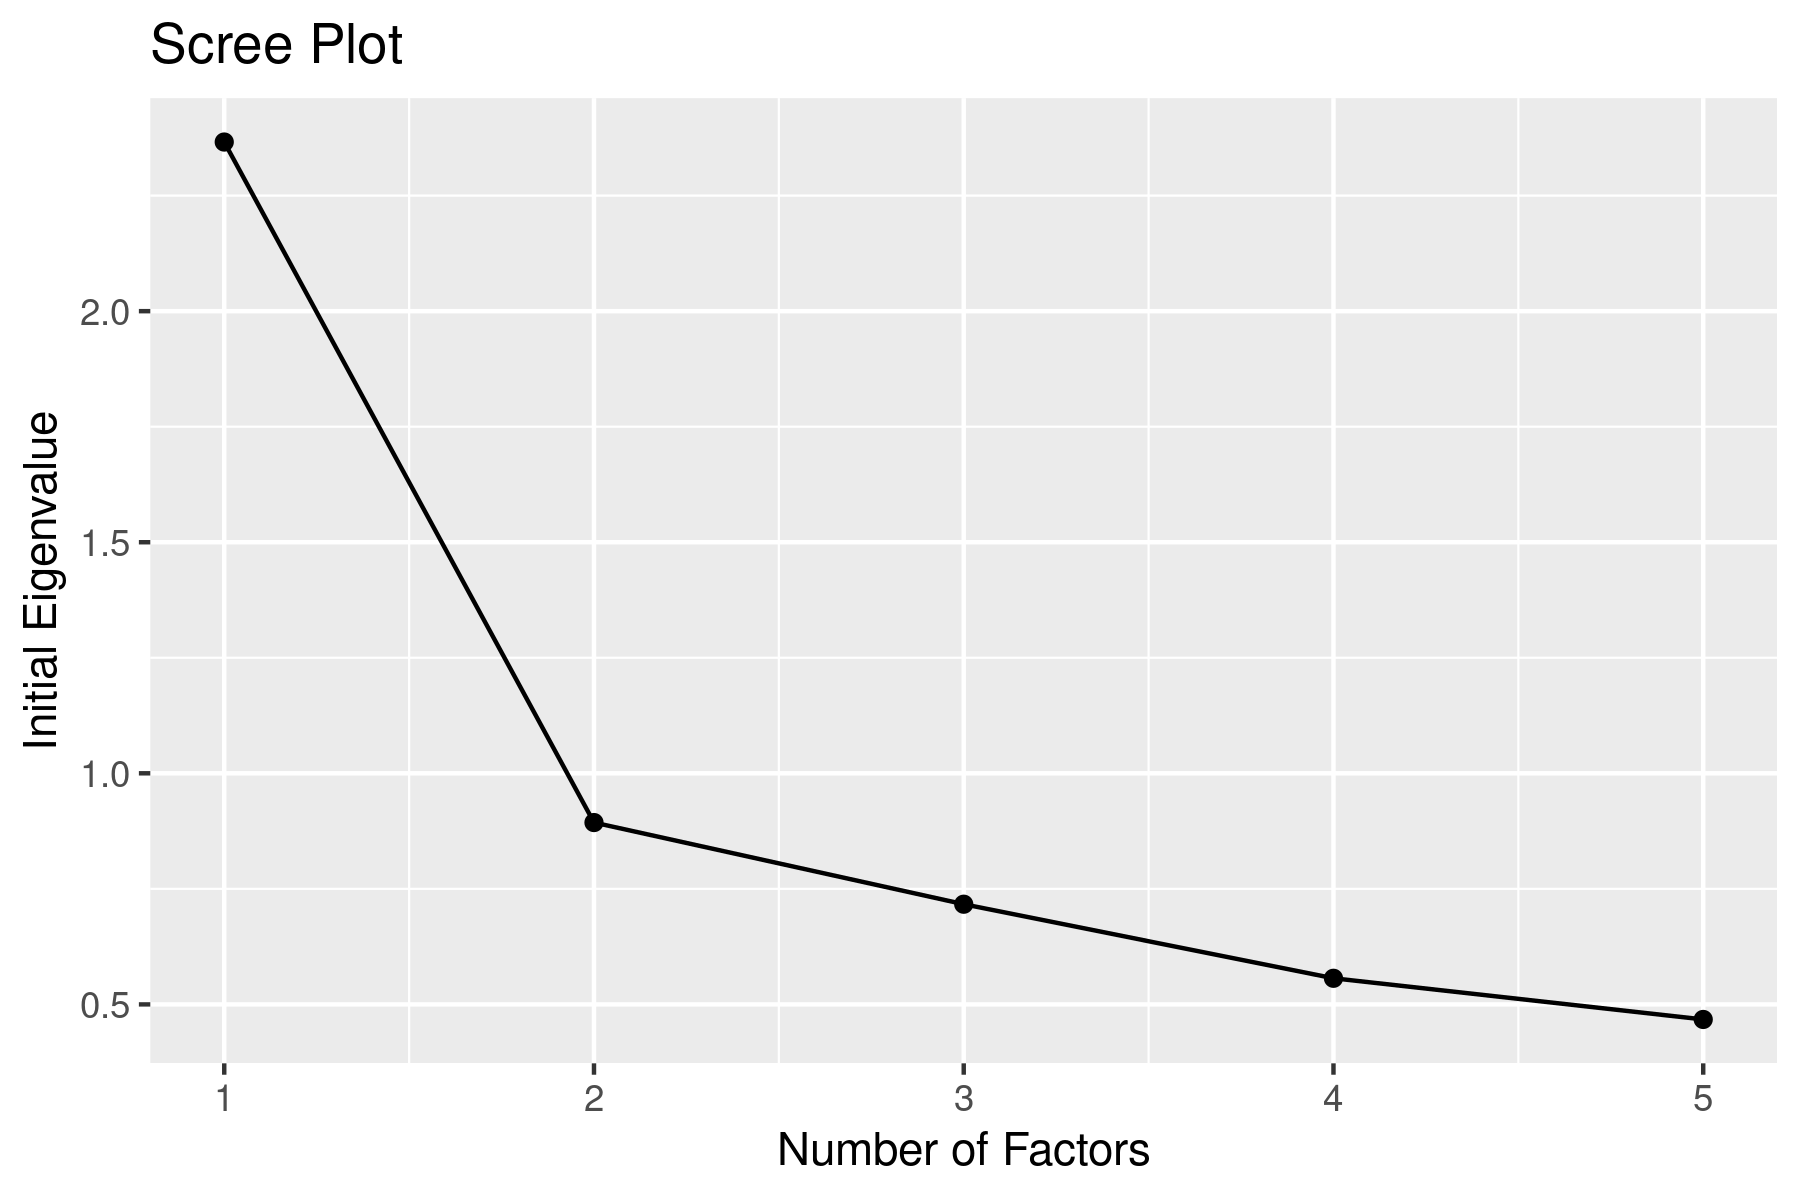 Scree Plot
Initial Eigenvalue
2.0
1.5
1.0
0.5
1 2 3 4 5
Number of Factors